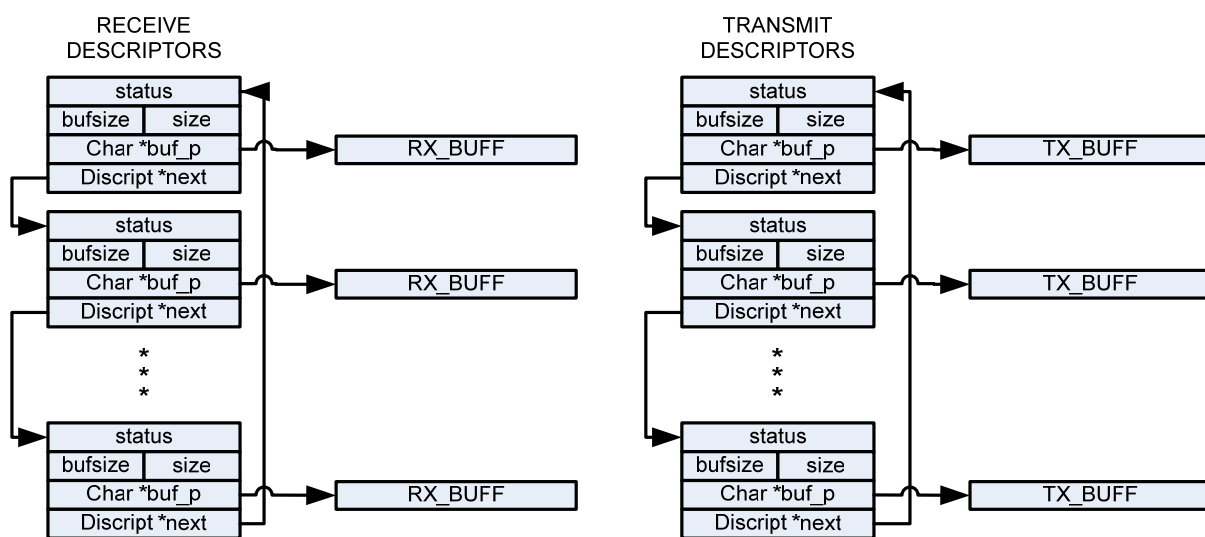 RECEIVE
DESCRIPTORS
status
bufsize size
Char *buf_p
Discript *next
RX_BUFF
status
bufsize size
Char *buf_p
Discript *next
RX_BUFF
*
*
*
status
bufsize size
Char *buf_p
Discript *next
RX_BUFF
TRANSMIT
DESCRIPTORS
status
bufsize size
Char *buf_p
Discript *next
TX_BUFF
status
bufsize size
Char *buf_p
Discript *next
TX_BUFF
*
*
*
status
bufsize size
Char *buf_p
Discript *next
TX_BUFF